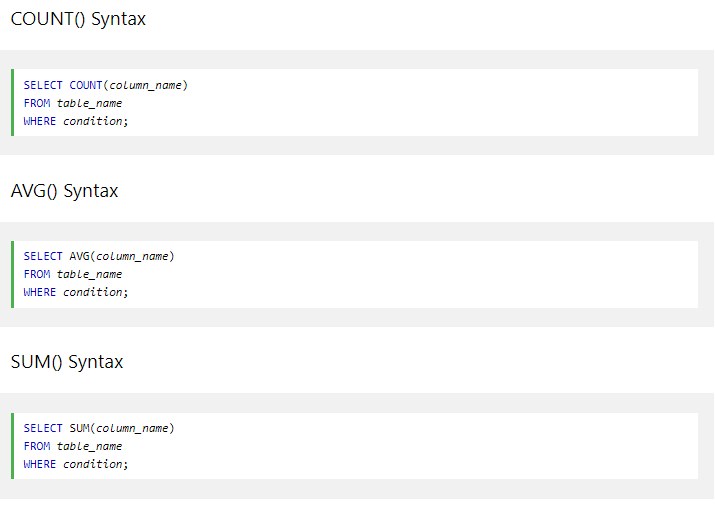 COUNT() Syntax
SELECT COUNT(column_name)
FROM table_name
WHERE condition;
AVG() Syntax
SELECT AVG(column_name)
FROM table_name
WHERE condition;
SUM() Syntax
SELECT SUM(column_name)
FROM table_name
WHERE condition;